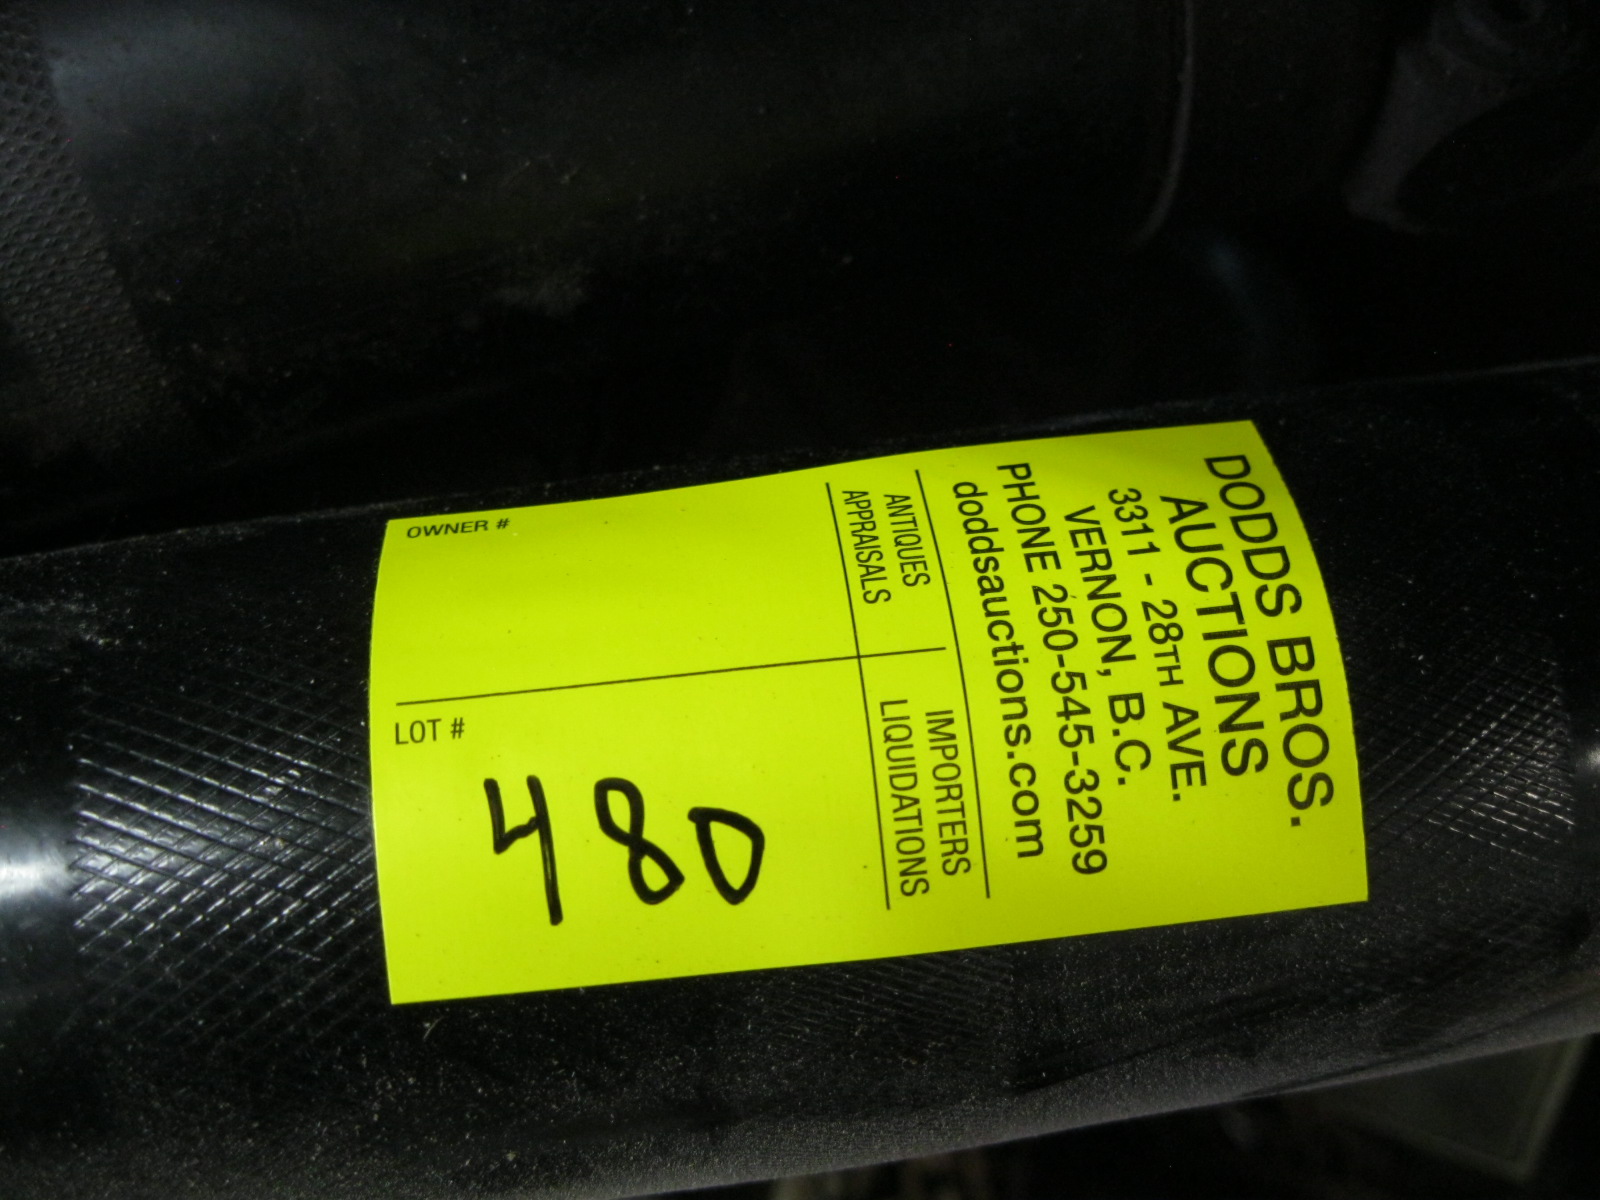 DODDS BROS.
AUCTIONS
3311 - 28TH AVE.
VERNON, B.C.
PHONE 250-545-3259
doddsauctions.com
ANTIQUES
APPRAISALS
IMPORTERS
LIQUIDATIONS
OWNER #
LOT #
480